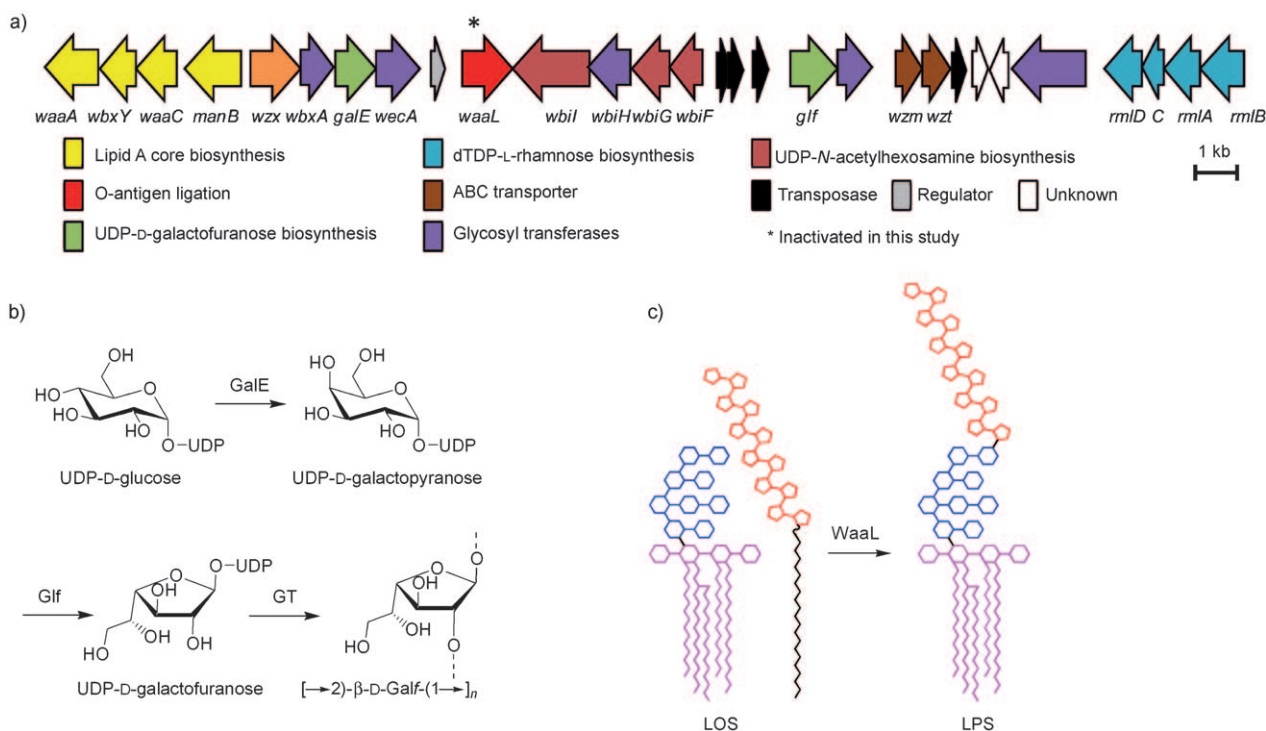 a)
*
waaA wbxY waaC manB wzx wbxA galE wecA waaL wbiI wbiH wbiG wbiF glf wzm wzt rmlD C rmlA rmlB
Lipid A core biosynthesis
dTDP-L-rhamnose biosynthesis
UDP-N-acetylhexosamine biosynthesis
1 kb
O-antigen ligation
ABC transporter
Transposase
Regulator
Unknown
UDP-D-galactofuranose biosynthesis
Glycosyl transferases
* Inactivated in this study
b)
OH
HO
HO
O
OH
O
UDP
UDP-D-glucose
GalE
HO
OH
HO
O
OH
O
UDP
UDP-D-galactopyranose
Glf
O
O
UDP
OH
OH
HO
OH
UDP-D-galactofuranose
GT
O
O
OH
OH
HO
O
[→2)-β-D-Galf-(1→]n
c)
WaaL
LOS
LPS